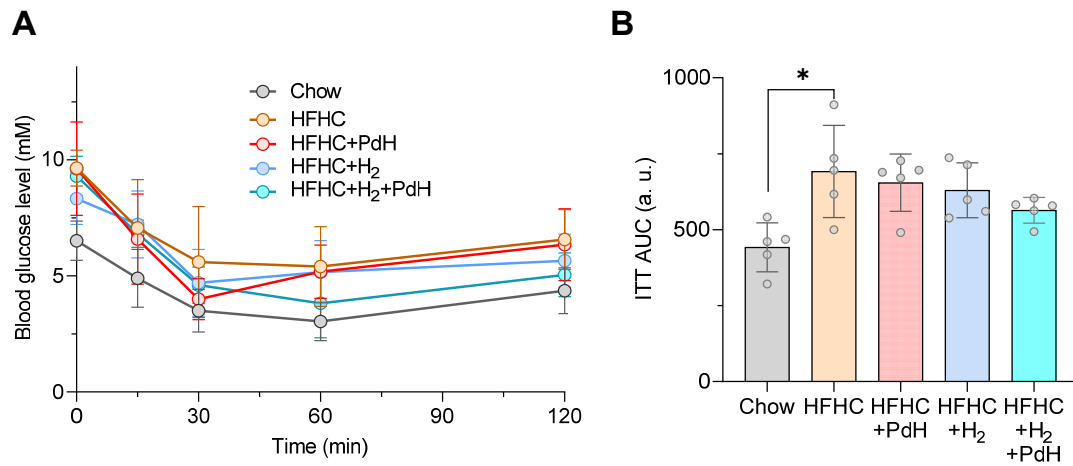 A
Blood glucose level (mM)
10
5
0
0
30
60
90
120
Time (min)
Chow
HFHC
HFHC+PdH
HFHC+H2
HFHC+H2+PdH
B
ITT AUC (a. u.)
1000
500
0
*
Chow
HFHC
HFHC
+PdH
HFHC
+H2
HFHC
+H2
+PdH